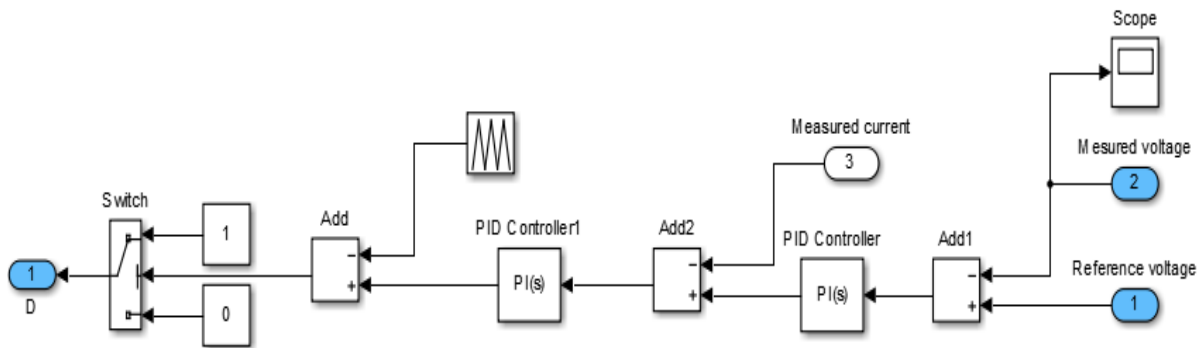 Scope
Measured current
3
Mesured voltage
2
Switch
1
Add
−
+
PID Controller1
PI(s)
Add2
−
+
PID Controller
PI(s)
Add1
−
+
Reference voltage
1
1
D
0